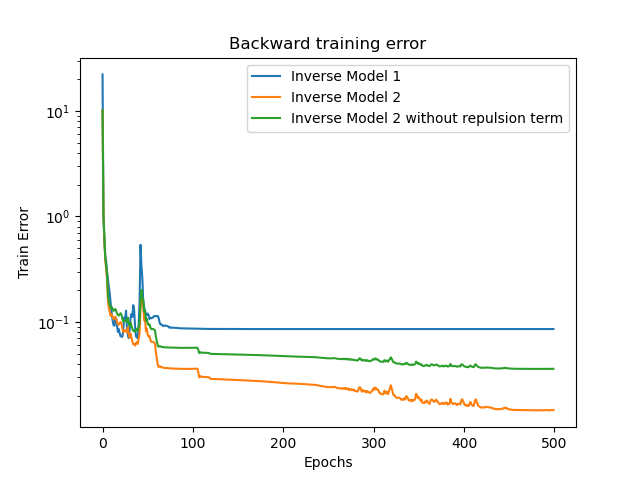 Backward training error
Inverse Model 1
Inverse Model 2
Inverse Model 2 without repulsion term
Train Error
10¹
10⁰
10⁻¹
0 100 200 300 400 500
Epochs